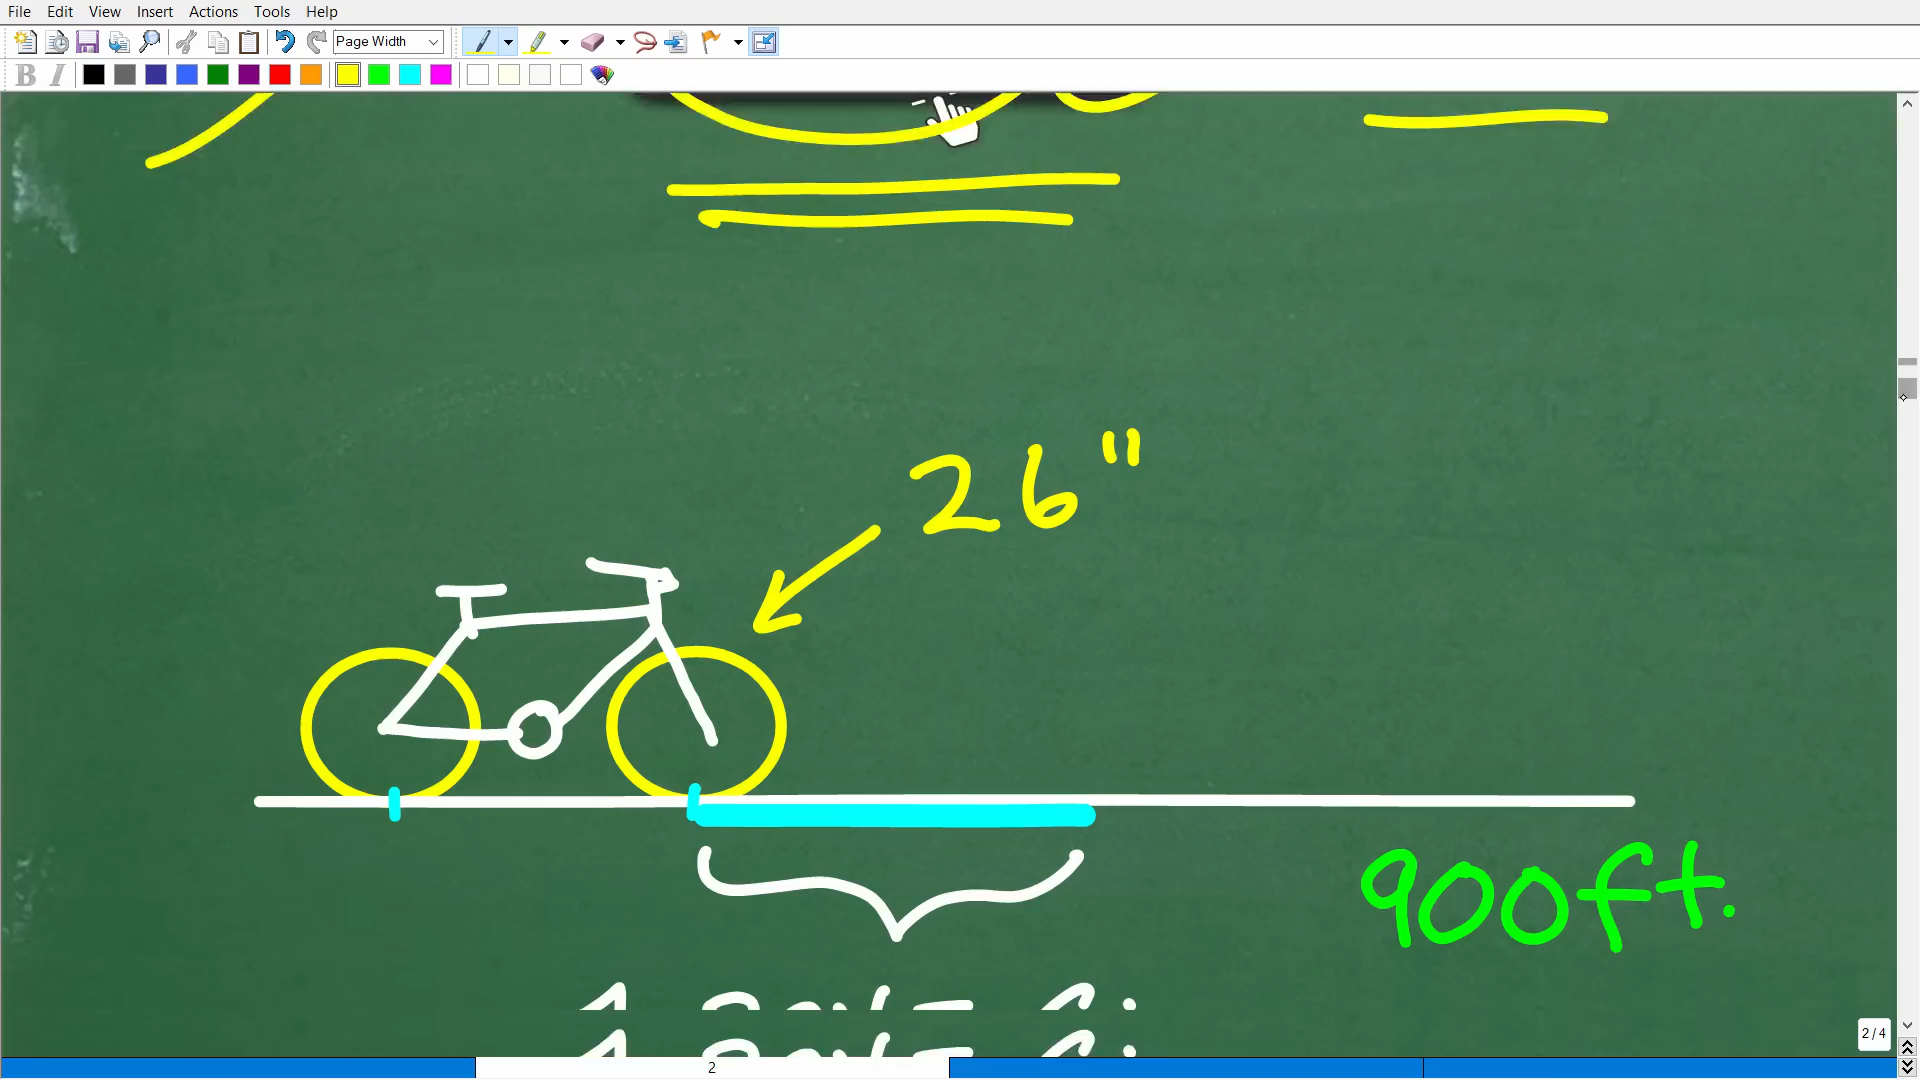 File Edit View Insert Actions Tools Help
Page Width
B I
26"
900ft.
2 / 4
2